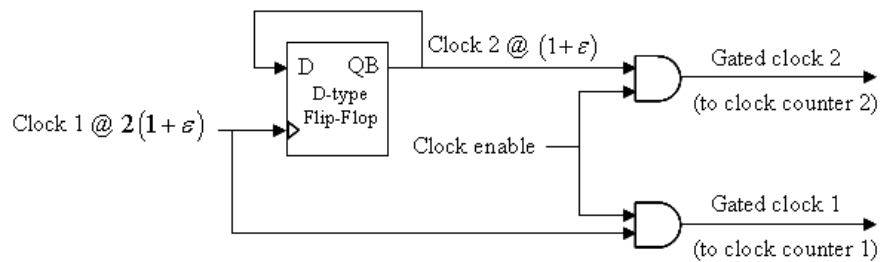 Clock 2 @ (1+ε)
Gated clock 2
(to clock counter 2)
D QB
D-type
Flip-Flop
Clock 1 @ 2(1+ε)
Clock enable
Gated clock 1
(to clock counter 1)